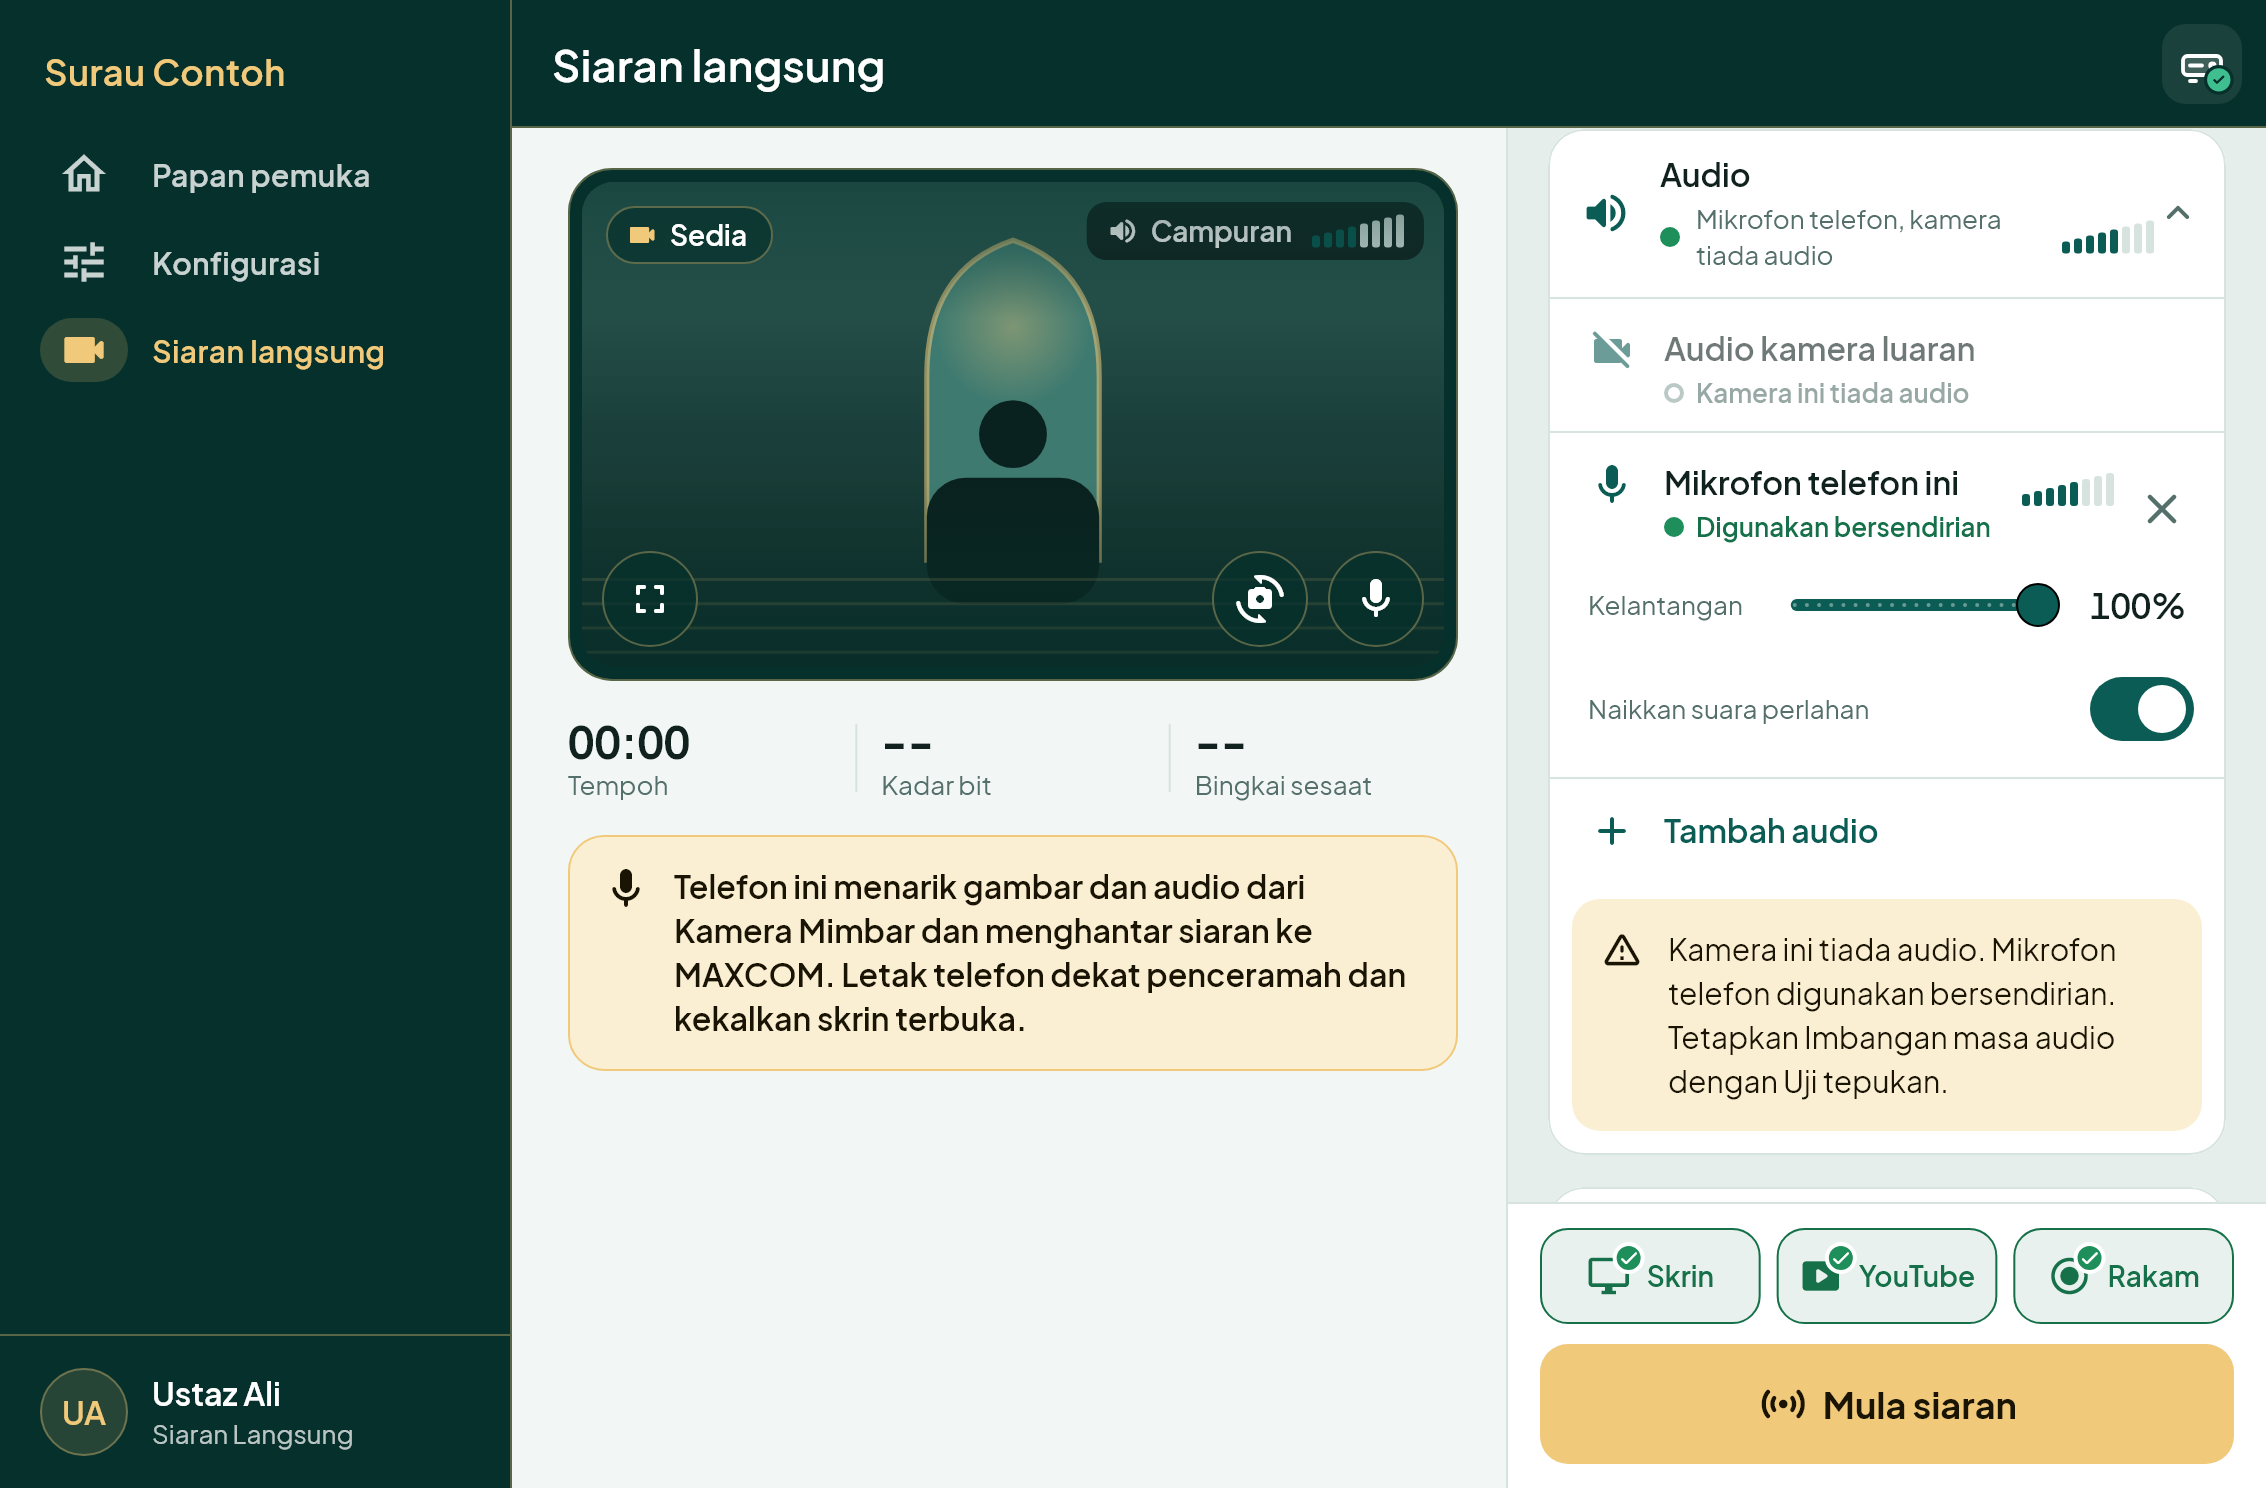 Surau Contoh
Papan pemuka
Konfigurasi
Siaran langsung
Ustaz Ali
Siaran Langsung
UA
Siaran langsung
Sedia
Campuran
00:00
Tempoh
--
Kadar bit
--
Bingkai sesaat
Telefon ini menarik gambar dan audio dari
Kamera Mimbar dan menghantar siaran ke
MAXCOM. Letak telefon dekat penceramah dan
kekalkan skrin terbuka.
Audio
Mikrofon telefon, kamera
tiada audio
Audio kamera luaran
Kamera ini tiada audio
Mikrofon telefon ini
Digunakan bersendirian
Kelantangan
100%
Naikkan suara perlahan
Tambah audio
Kamera ini tiada audio. Mikrofon
telefon digunakan bersendirian.
Tetapkan Imbangan masa audio
dengan Uji tepukan.
Skrin
YouTube
Rakam
Mula siaran